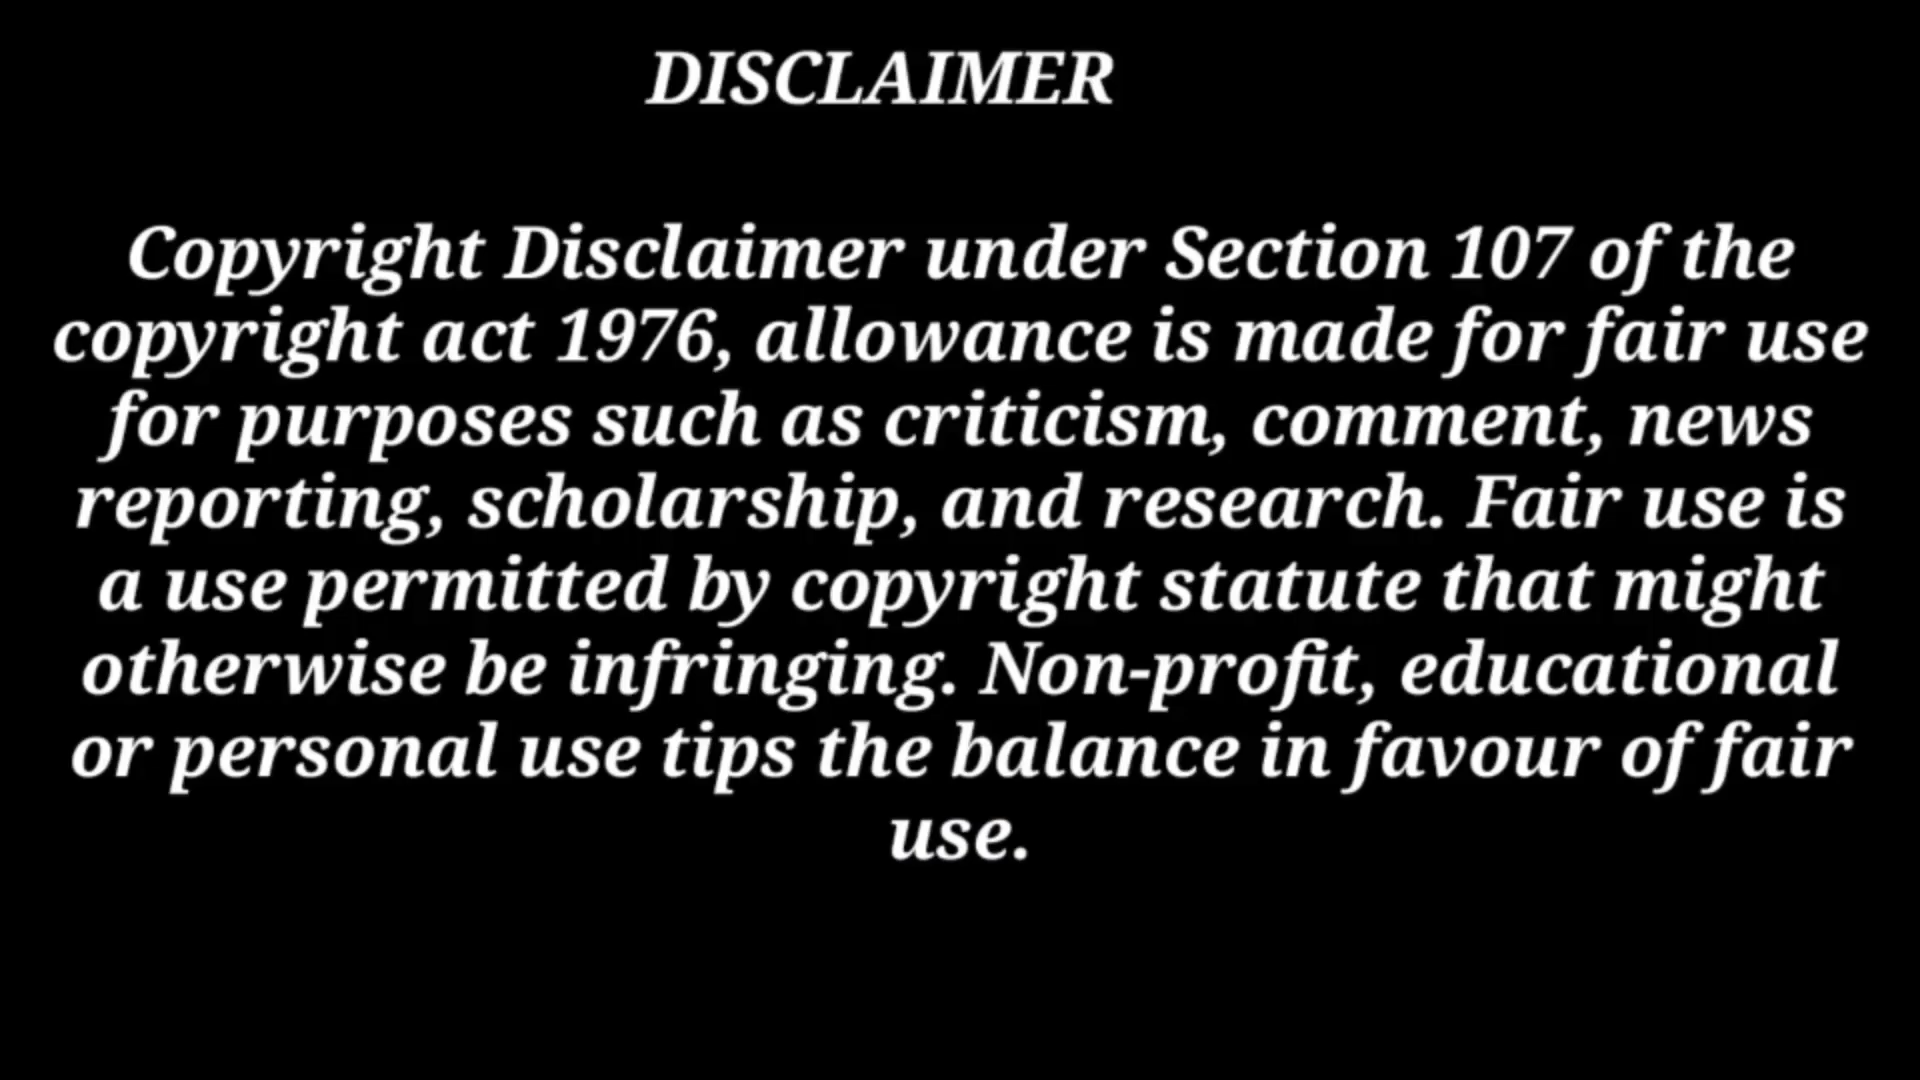 DISCLAIMER
Copyright Disclaimer under Section 107 of the
copyright act 1976, allowance is made for fair use
for purposes such as criticism, comment, news
reporting, scholarship, and research. Fair use is
a use permitted by copyright statute that might
otherwise be infringing. Non-profit, educational
or personal use tips the balance in favour of fair
use.